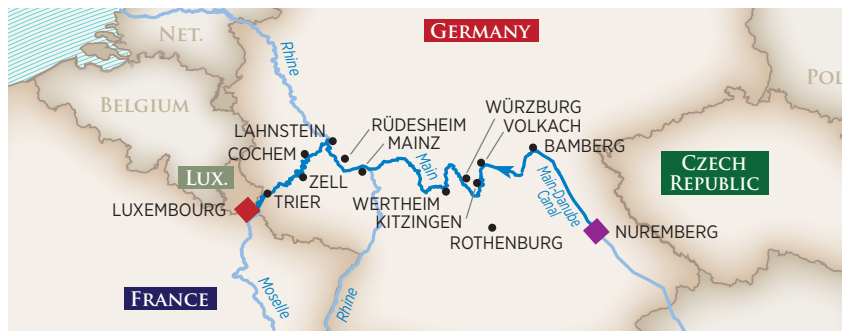 NET.
GERMANY
POL
BELGIUM
Rhine
WÜRZBURG
VOLKACH
LAHNSTEIN
RÜDESHEIM
MAINZ
BAMBERG
COCHEM
Main
CZECH
REPUBLIC
LUX.
ZELL
TRIER
WERTHEIM
KITZINGEN
Main-Danube
Canal
LUXEMBOURG
ROTHENBURG
NUREMBERG
FRANCE
Moselle
Rhine